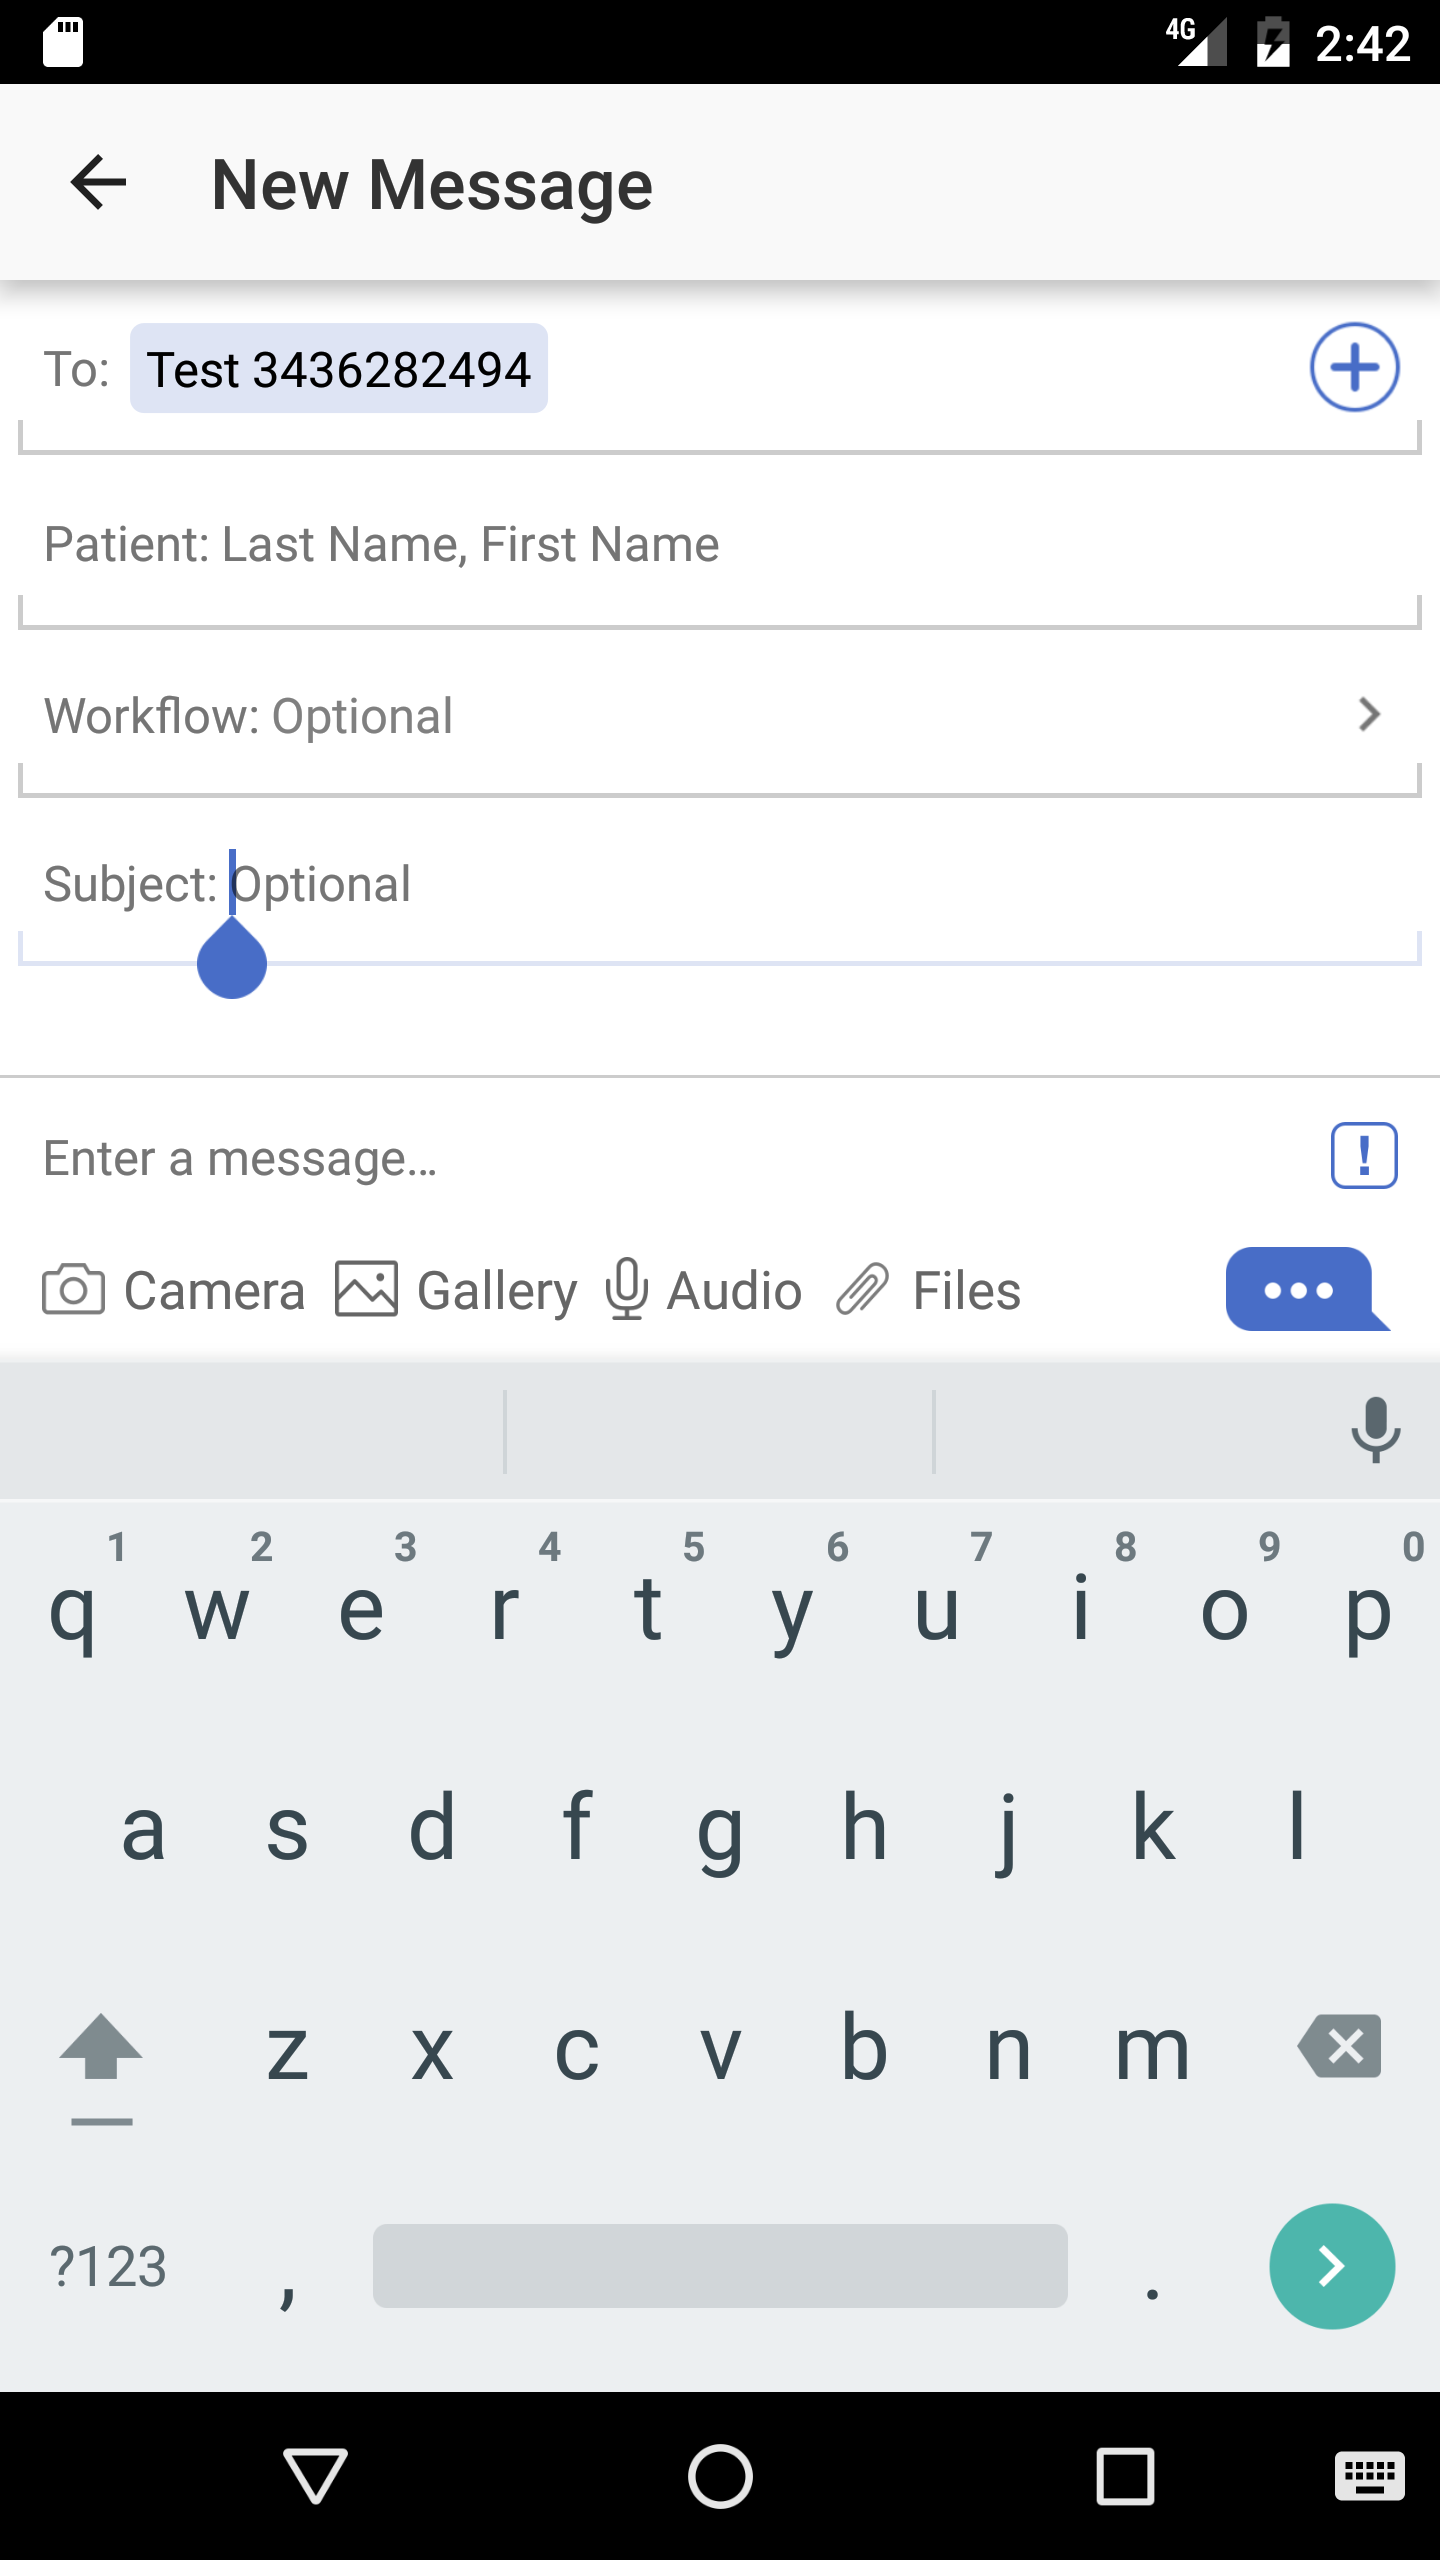 4G 2:42
New Message
To: Test 3436282494
Patient: Last Name, First Name
Workflow: Optional
Subject: Optional
Enter a message...
!
Camera Gallery Audio Files
1 2 3 4 5 6 7 8 9 0
q w e r t y u i o p
a s d f g h j k l
z x c v b n m
?123 , .